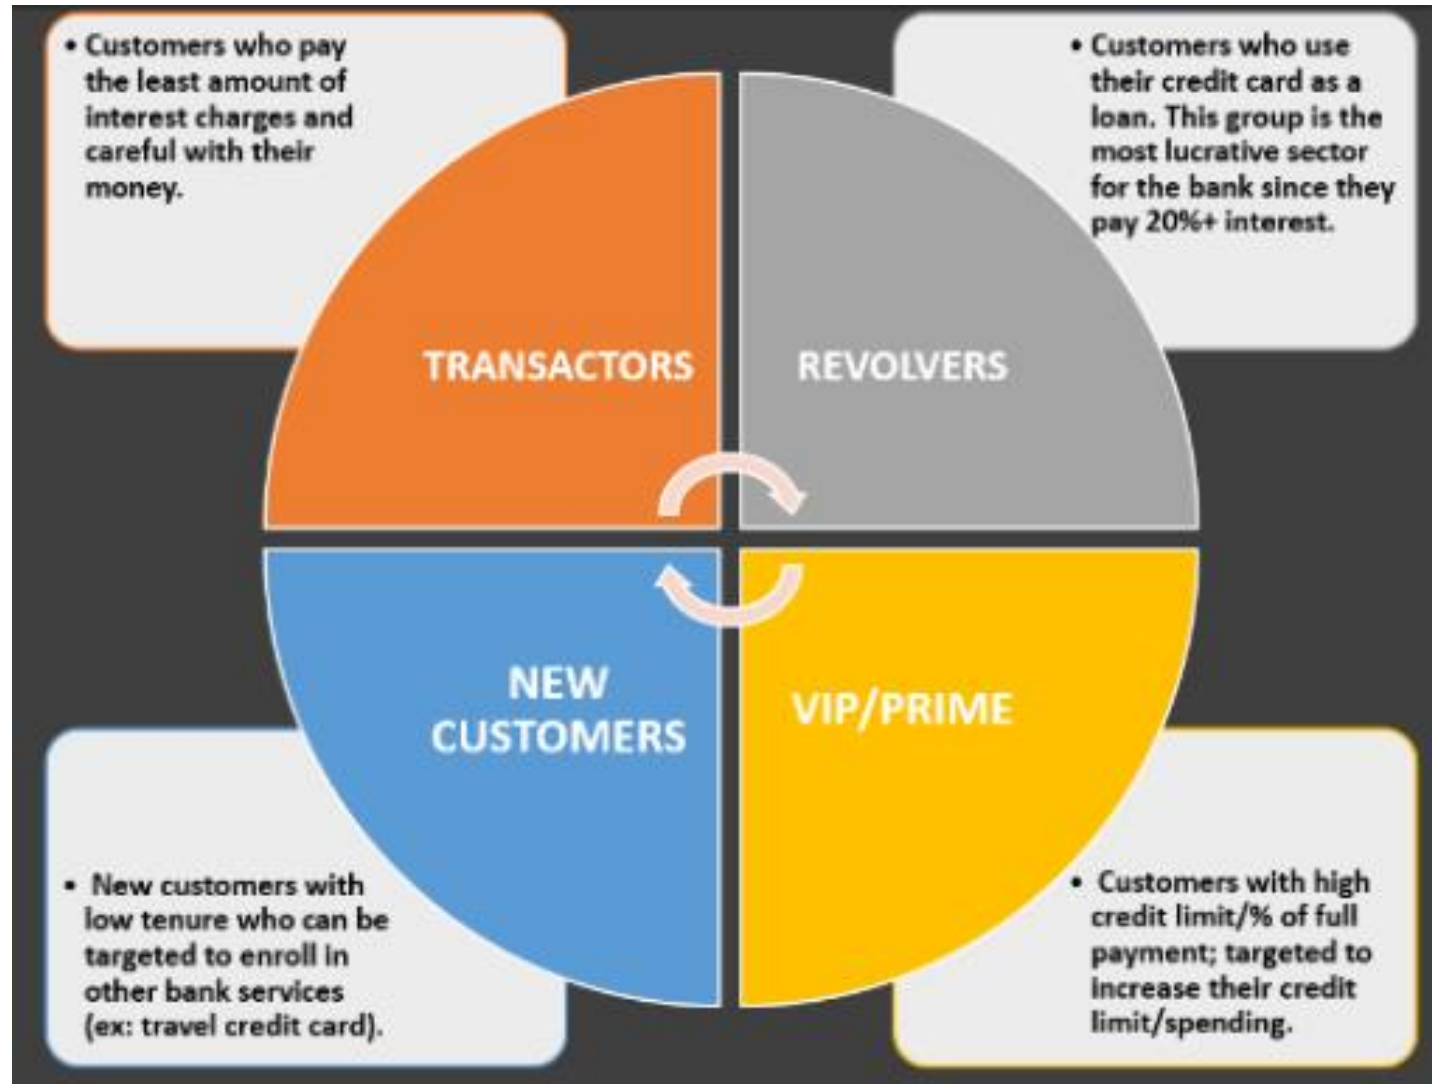 • Customers who pay
the least amount of
interest charges and
careful with their
money.
• Customers who use
their credit card as a
loan. This group is the
most lucrative sector
for the bank since they
pay 20%+ interest.
TRANSACTORS
REVOLVERS
NEW
CUSTOMERS
VIP/PRIME
• New customers with
low tenure who can be
targeted to enroll in
other bank services
(ex: travel credit card).
• Customers with high
credit limit/% of full
payment; targeted to
increase their credit
limit/spending.